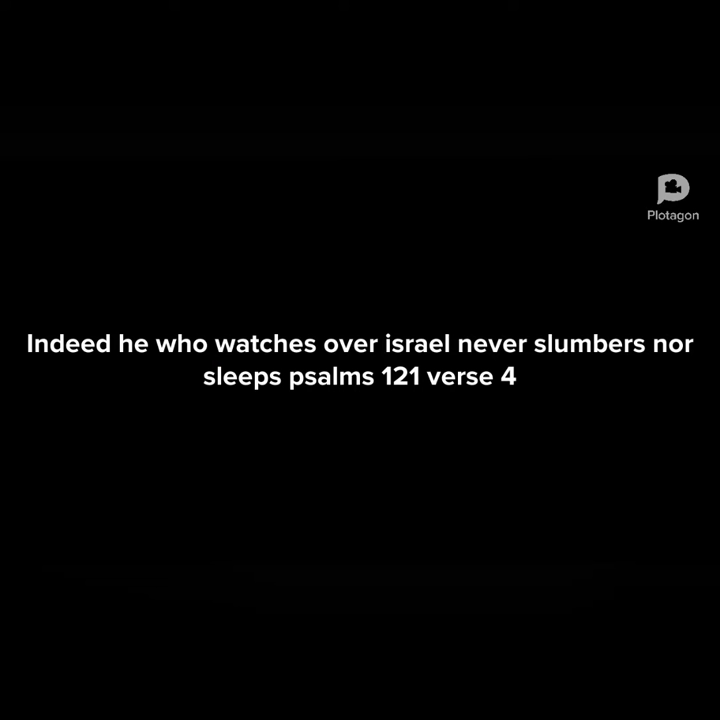 Plotagon
Indeed he who watches over israel never slumbers nor
sleeps psalms 121 verse 4